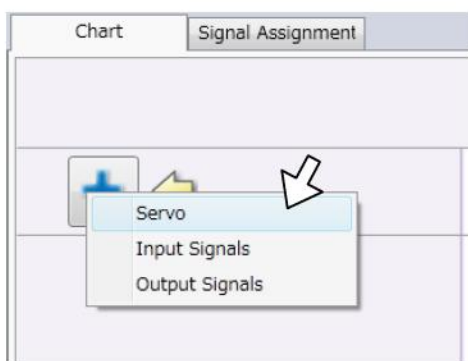 Chart
Signal Assignment
Servo
Input Signals
Output Signals